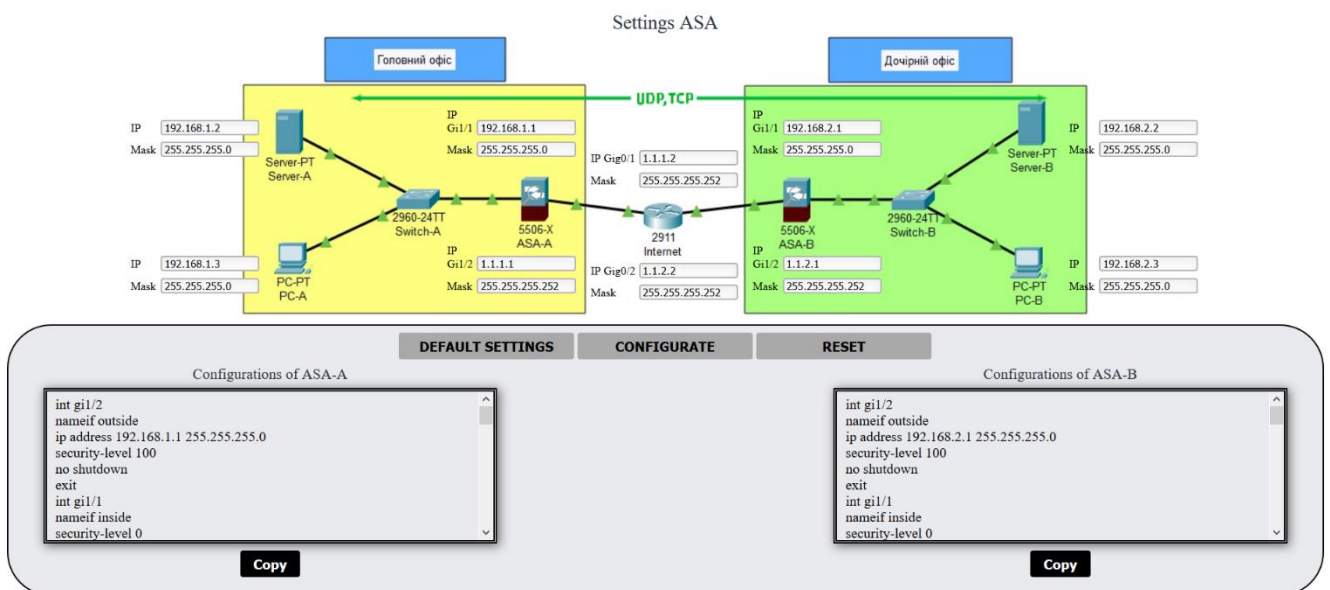 Settings ASA
Головний офіс
Дочірній офіс
UDP,TCP
IP 192.168.1.2
Mask 255.255.255.0
Server-PT
Server-A
IP
Gi1/1 192.168.1.1
Mask 255.255.255.0
IP Gig0/1 1.1.1.2
Mask 255.255.255.252
IP
Gi1/1 192.168.2.1
Mask 255.255.255.0
Server-PT
Server-B
IP 192.168.2.2
Mask 255.255.255.0
2960-24TT
Switch-A
5506-X
ASA-A
2911
Internet
5506-X
ASA-B
2960-24TT
Switch-B
IP 192.168.1.3
Mask 255.255.255.0
PC-PT
PC-A
IP
Gi1/2 1.1.1.1
Mask 255.255.255.252
IP Gig0/2 1.1.2.2
Mask 255.255.255.252
IP
Gi1/2 1.1.2.1
Mask 255.255.255.252
PC-PT
PC-B
IP 192.168.2.3
Mask 255.255.255.0
DEFAULT SETTINGS
CONFIGURATE
RESET
Configurations of ASA-A
int gi1/2
nameif outside
ip address 192.168.1.1 255.255.255.0
security-level 100
no shutdown
exit
int gi1/1
nameif inside
security-level 0
Copy
Configurations of ASA-B
int gi1/2
nameif outside
ip address 192.168.2.1 255.255.255.0
security-level 100
no shutdown
exit
int gi1/1
nameif inside
security-level 0
Copy